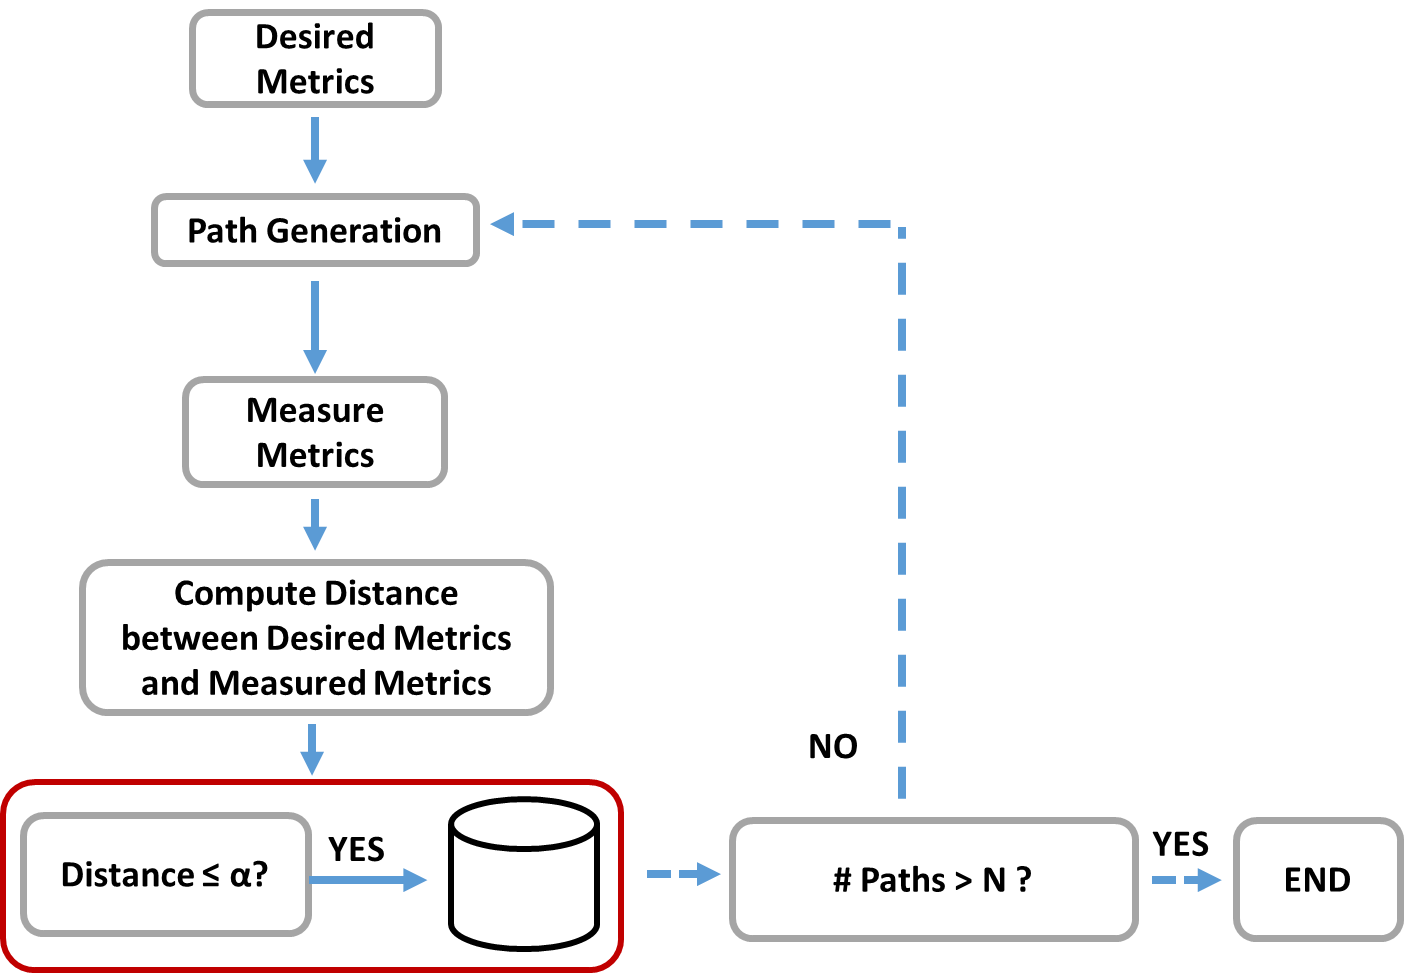 Desired
Metrics
Path Generation
Measure
Metrics
Compute Distance
between Desired Metrics
and Measured Metrics
NO
Distance ≤ α?
YES
# Paths > N ?
YES
END